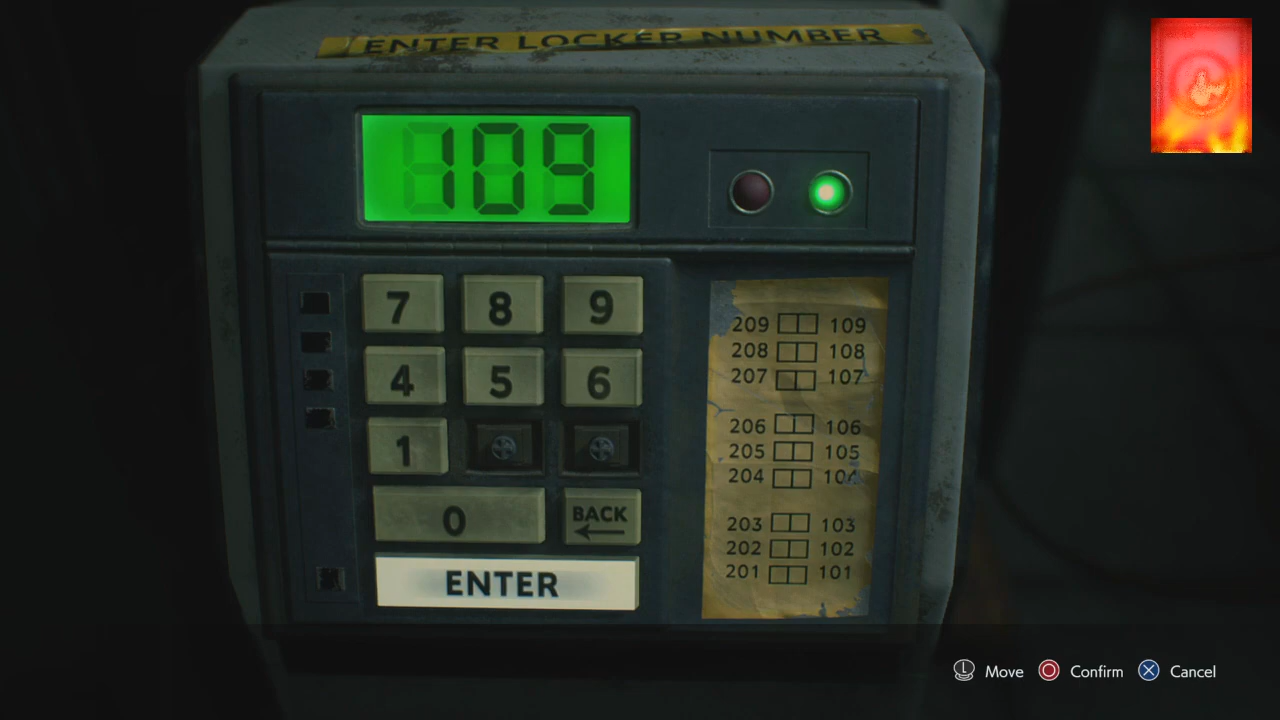 ENTER LOCKER NUMBER
109
7 8 9
4 5 6
1
0 BACK
ENTER
209 109
208 108
207 107
206 106
205 105
204 104
203 103
202 102
201 101
L Move Confirm Cancel